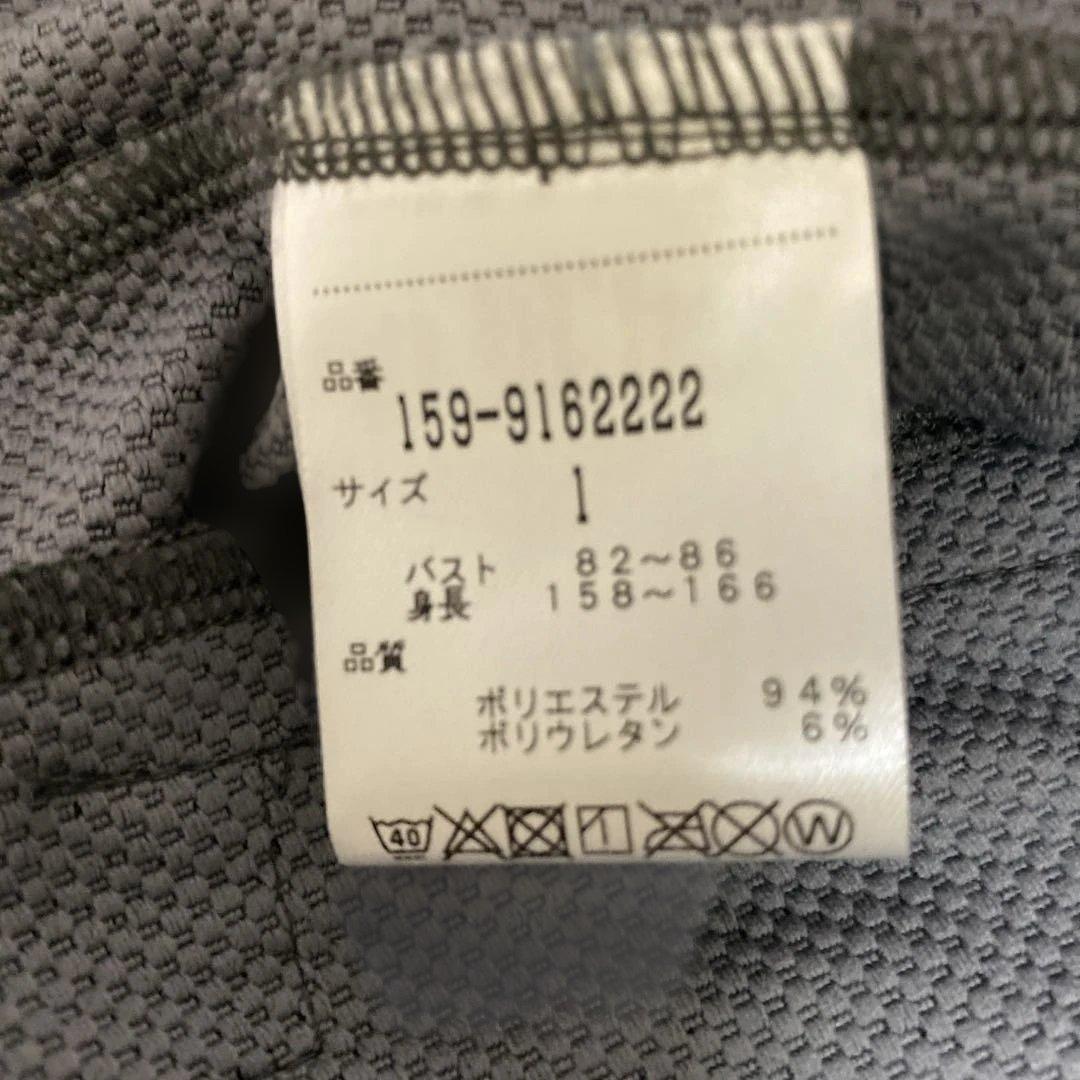 品番
159-9162222
サイズ 1
バスト 82～86
身長 158～166
品質
ポリエステル 94%
ポリウレタン 6%
40 W